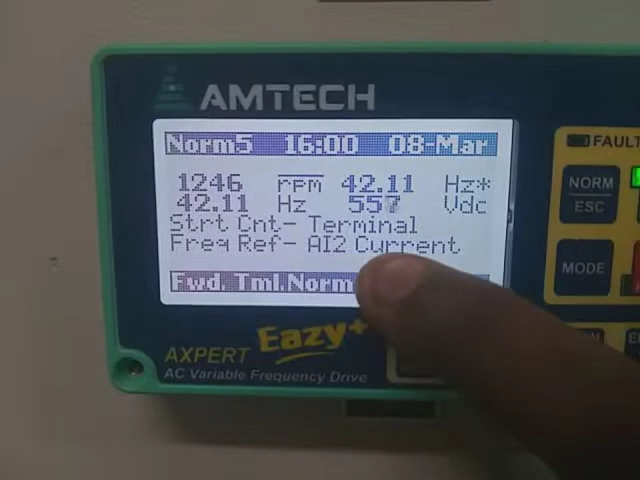 AMTECH
Norm5 16:00 08-Mar
1246 rpm 42.11 Hz*
42.11 Hz 557 Vdc
Strt Cnt- Terminal
Freq Ref- AI2 Current
Fwd. Tml.Norm
Eazy+
AXPERT
AC Variable Frequency Drive
FAULT
NORM
ESC
MODE